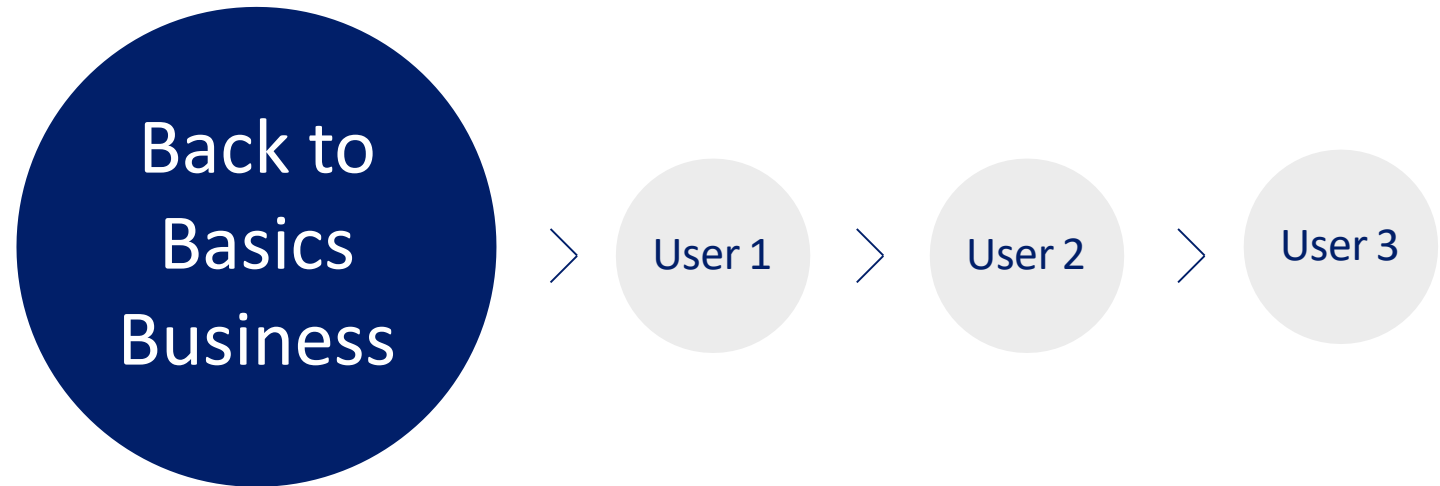 Back to
Basics
Business
User 1
User 2
User 3